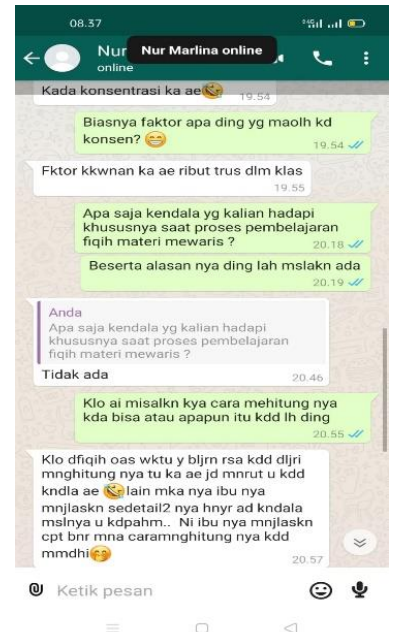 08.37
Nur
Nur Marlina online
online
Kada konsentrasi ka ae
19.54
Biasnya faktor apa ding yg maolh kd
konsen?
19.54
Fktor kkwnan ka ae ribut trus dlm klas
19.55
Apa saja kendala yg kalian hadapi
khususnya saat proses pembelajaran
fiqih materi mewaris ?
20.18
Beserta alasan nya ding lah mslakn ada
20.19
Anda
Apa saja kendala yg kalian hadapi
khususnya saat proses pembelajaran
fiqih materi mewaris ?
Tidak ada
20.46
Klo ai misalkn kya cara mehitung nya
kda bisa atau apapun itu kdd lh ding
20.55
Klo dfiqih oas wktu y bljrn rsa kdd dljri
mnghitung nya tu ka ae jd mnrut u kdd
kndla ae lain mka nya ibu nya
mnjlaskn sedetail2 nya hnyr ad kndala
mslnya u kdpahm.. Ni ibu nya mnjlaskn
cpt bnr mna caramnghitung nya kdd
mmdhi
20.57
Ketik pesan